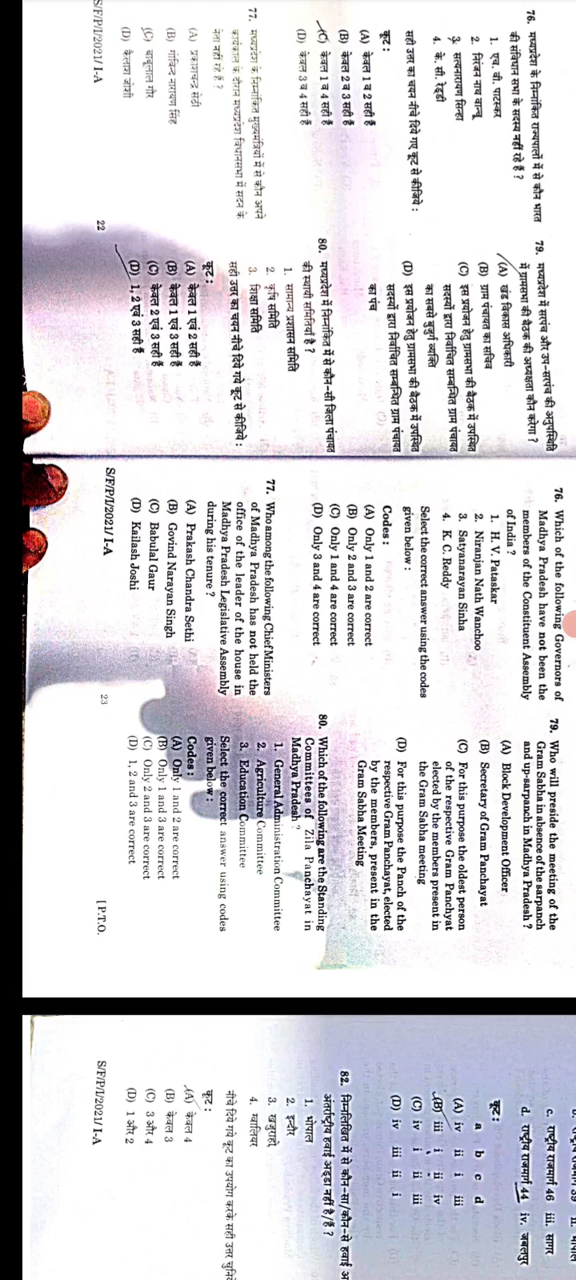 76. मध्यप्रदेश के निम्नांकित राज्यपालों में से कौन भारत
की संविधान सभा के सदस्य नहीं रहे हैं ?
1. एच. वी. पाटस्कर
2. निरंजन नाथ वान्चू
3. सत्यनारायण सिन्हा
4. के. सी. रेड्डी
सही उत्तर का चयन नीचे दिये गए कूट से कीजिये :
कूट :
(A) केवल 1 व 2 सही हैं
(B) केवल 2 व 3 सही हैं
(C) केवल 1 व 4 सही हैं
(D) केवल 3 व 4 सही हैं
77. मध्यप्रदेश के निम्नांकित मुख्यमंत्रियों में से कौन अपने
कार्यकाल के दौरान मध्यप्रदेश विधानसभा में सदन के
नेता नहीं रहे हैं ?
(A) प्रकाशचन्द्र सेठी
(B) गोविन्द नारायण सिंह
(C) बाबूलाल गौर
(D) कैलाश जोशी
S/F/P/I/2021/I-A
79. मध्यप्रदेश में सरपंच और उप-सरपंच की अनुपस्थिति
में ग्रामसभा की बैठक की अध्यक्षता कौन करेगा ?
(A) खंड विकास अधिकारी
(B) ग्राम पंचायत का सचिव
(C) इस प्रयोजन हेतु ग्रामसभा की बैठक में उपस्थित
सदस्यों द्वारा निर्वाचित सम्बन्धित ग्राम पंचायत
का सबसे बुजुर्ग व्यक्ति
(D) इस प्रयोजन हेतु ग्रामसभा की बैठक में उपस्थित
सदस्यों द्वारा निर्वाचित सम्बन्धित ग्राम पंचायत
का पंच
80. मध्यप्रदेश में निम्नांकित में से कौन-सी जिला पंचायत
की स्थायी समितियाँ है ?
1. सामान्य प्रशासन समिति
2. कृषि समिति
3. शिक्षा समिति
सही उत्तर का चयन नीचे दिये गये कूट से कीजिये :
कूट :
(A) केवल 1 एवं 2 सही हैं
(B) केवल 1 एवं 3 सही हैं
(C) केवल 2 एवं 3 सही हैं
(D) 1, 2 एवं 3 सही हैं
22
76. Which of the following Governors of
Madhya Pradesh have not been the
members of the Constituent Assembly
of India ?
1. H. V. Pataskar
2. Niranjan Nath Wanchoo
3. Satyanarayan Sinha
4. K. C. Reddy
Select the correct answer using the codes
given below :
Codes :
(A) Only 1 and 2 are correct
(B) Only 2 and 3 are correct
(C) Only 1 and 4 are correct
(D) Only 3 and 4 are correct
77. Who among the following Chief Ministers
of Madhya Pradesh has not held the
office of the leader of the house in
Madhya Pradesh Legislative Assembly
during his tenure ?
(A) Prakash Chandra Sethi
(B) Govind Narayan Singh
(C) Babulal Gaur
(D) Kailash Joshi
S/F/P/I/2021/ I-A
79. Who will preside the meeting of the
Gram Sabha in absence of the sarpanch
and up-sarpanch in Madhya Pradesh ?
(A) Block Development Officer
(B) Secretary of Gram Panchayat
(C) For this purpose the oldest person
of the respective Gram Panchyat
elected by the members present in
the Gram Sabha meeting
(D) For this purpose the Panch of the
respective Gram Panchayat, elected
by the members, present in the
Gram Sabha Meeting
80. Which of the following are the Standing
Committees of Zila Panchayat in
Madhya Pradesh ?
1. General Administration Committee
2. Agriculture Committee
3. Education Committee
Select the correct answer using codes
given below :
Codes :
(A) Only 1 and 2 are correct
(B) Only 1 and 3 are correct
(C) Only 2 and 3 are correct
(D) 1, 2 and 3 are correct
23
[P.T.O.
c. राष्ट्रीय राजमार्ग 46 iii. सागर
d. राष्ट्रीय राजमार्ग 44 iv. जबलपुर
कूट :
a b c d
(A) iv ii i iii
(B) iii i ii iv
(C) iv i ii iii
(D) iv iii ii i
82. निम्नलिखित में से कौन-सा/कौन-से हवाई
अंतर्राष्ट्रीय हवाई अड्डा नहीं है/हैं ?
1. भोपाल
2. इन्दौर
3. खजुराहो
4. ग्वालियर
नीचे दिये गये कूट का उपयोग करके सही उत्तर
कूट :
(A) केवल 4
(B) केवल 3
(C) 3 और 4
(D) 1 और 2
S/F/P/I/2021/ I-A